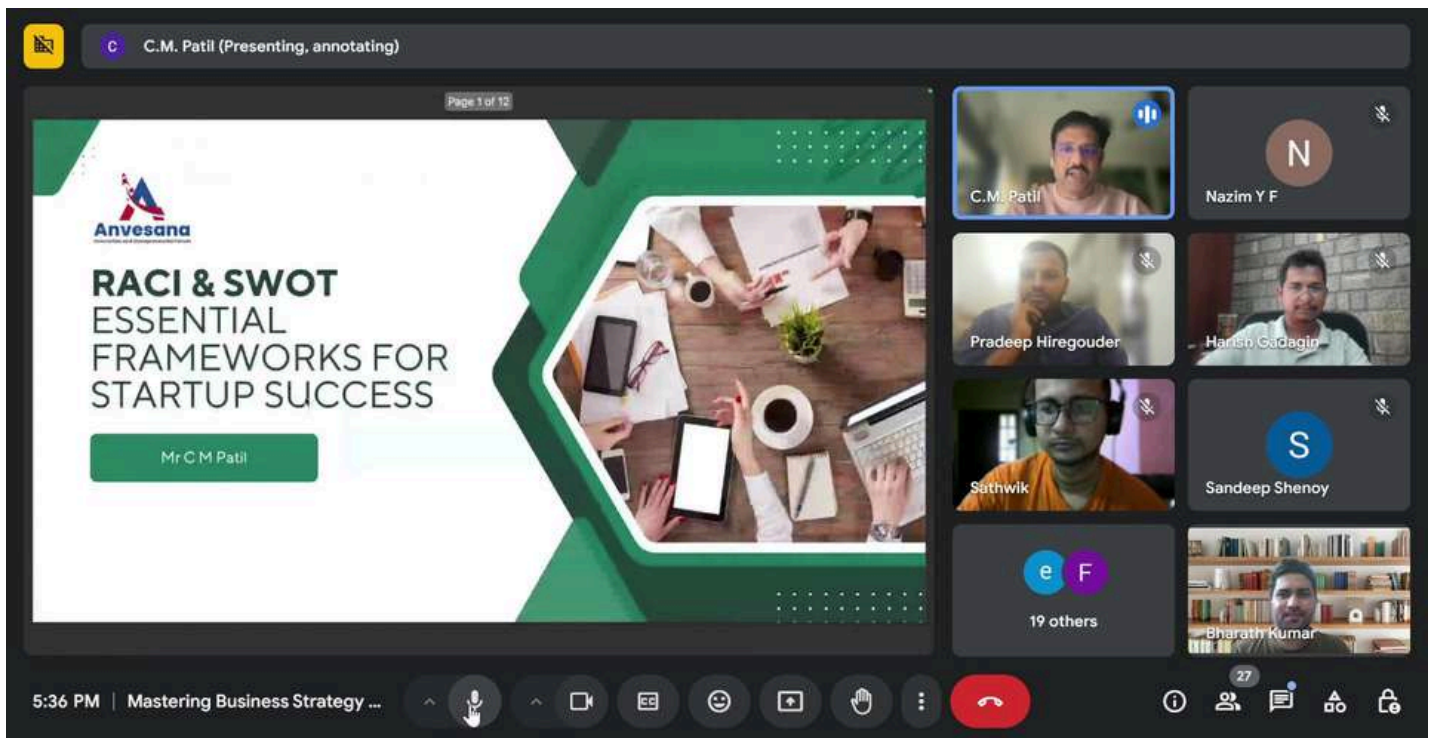 C
C.M. Patil (Presenting, annotating)
Page 1 of 12
Anvesana
RACI & SWOT
ESSENTIAL
FRAMEWORKS FOR
STARTUP SUCCESS
Mr C M Patil
C.M. Patil
N
Nazim Y F
Pradeep Hiregouder
Harish Gadagin
Sathwik
S
Sandeep Shenoy
e F
19 others
Bharath Kumar
5:36 PM | Mastering Business Strategy ...
CC
27